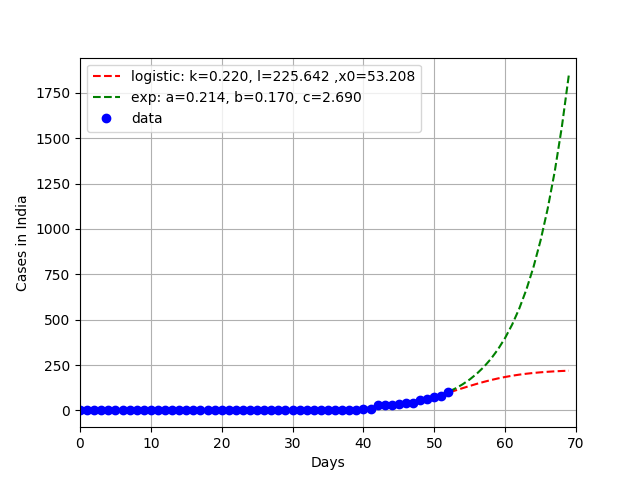 logistic: k=0.220, l=225.642 ,x0=53.208
exp: a=0.214, b=0.170, c=2.690
data
1750
1500
1250
1000
750
500
250
0
Cases in India
0 10 20 30 40 50 60 70
Days